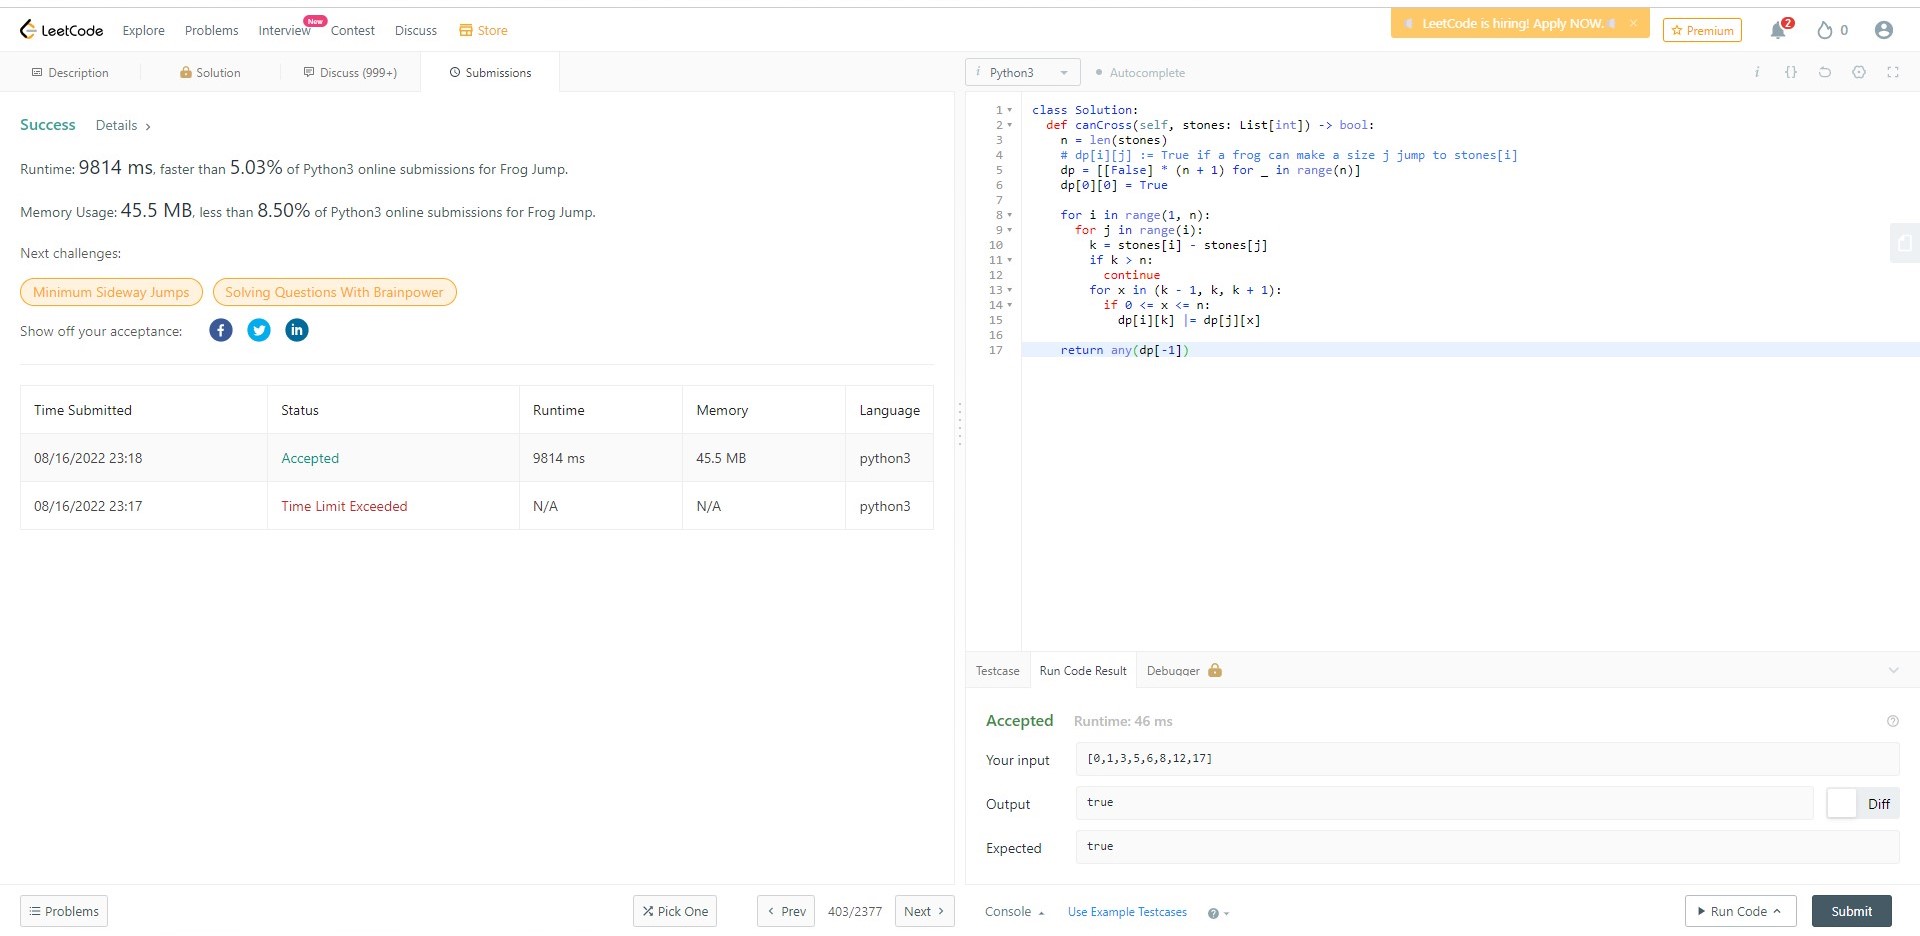 LeetCode Explore Problems Interview New Contest Discuss Store LeetCode is hiring! Apply NOW. × Premium 2 0
Description Solution Discuss (999+) Submissions
i Python3 Autocomplete i {}
Success Details >
Runtime: 9814 ms, faster than 5.03% of Python3 online submissions for Frog Jump.
Memory Usage: 45.5 MB, less than 8.50% of Python3 online submissions for Frog Jump.
Next challenges:
Minimum Sideway Jumps Solving Questions With Brainpower
Show off your acceptance: f in
Time Submitted Status Runtime Memory Language
08/16/2022 23:18 Accepted 9814 ms 45.5 MB python3
08/16/2022 23:17 Time Limit Exceeded N/A N/A python3
1 class Solution:
2 def canCross(self, stones: List[int]) -> bool:
3 n = len(stones)
4 # dp[i][j] := True if a frog can make a size j jump to stones[i]
5 dp = [[False] * (n + 1) for _ in range(n)]
6 dp[0][0] = True
7
8 for i in range(1, n):
9 for j in range(i):
10 k = stones[i] - stones[j]
11 if k > n:
12 continue
13 for x in (k - 1, k, k + 1):
14 if 0 <= x <= n:
15 dp[i][k] |= dp[j][x]
16
17 return any(dp[-1])
Testcase Run Code Result Debugger
Accepted Runtime: 46 ms ?
Your input [0,1,3,5,6,8,12,17]
Output true Diff
Expected true
Problems Pick One < Prev 403/2377 Next > Console Use Example Testcases ? Run Code Submit